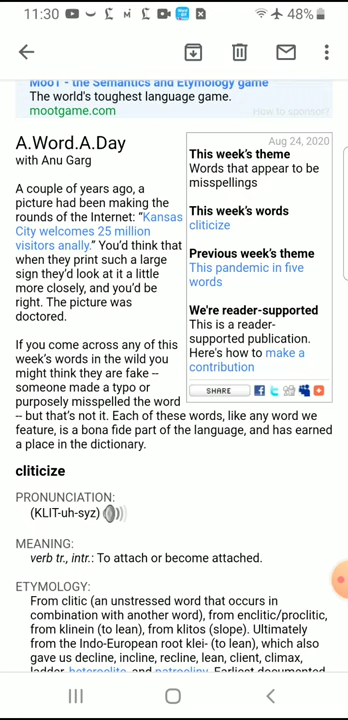 11:30
48%
MooT - the Semantics and Etymology game
The world's toughest language game.
mootgame.com
How to sponsor?
A.Word.A.Day
with Anu Garg
A couple of years ago, a
picture had been making the
rounds of the Internet: “Kansas
City welcomes 25 million
visitors anally.” You’d think that
when they print such a large
sign they’d look at it a little
more closely, and you’d be
right. The picture was
doctored.
If you come across any of this
week’s words in the wild you
might think they are fake --
someone made a typo or
purposely misspelled the word
-- but that’s not it. Each of these words, like any word we
feature, is a bona fide part of the language, and has earned
a place in the dictionary.
Aug 24, 2020
This week’s theme
Words that appear to be
misspellings
This week’s words
cliticize
Previous week’s theme
This pandemic in five
words
We're reader-supported
This is a reader-
supported publication.
Here's how to make a
contribution
SHARE
cliticize
PRONUNCIATION:
(KLIT-uh-syz)
MEANING:
verb tr., intr.: To attach or become attached.
ETYMOLOGY:
From clitic (an unstressed word that occurs in
combination with another word), from enclitic/proclitic,
from klinein (to lean), from klitos (slope). Ultimately
from the Indo-European root klei- (to lean), which also
gave us decline, incline, recline, lean, client, climax,
ladder, heteroclite, and patrocliny. Earliest documented